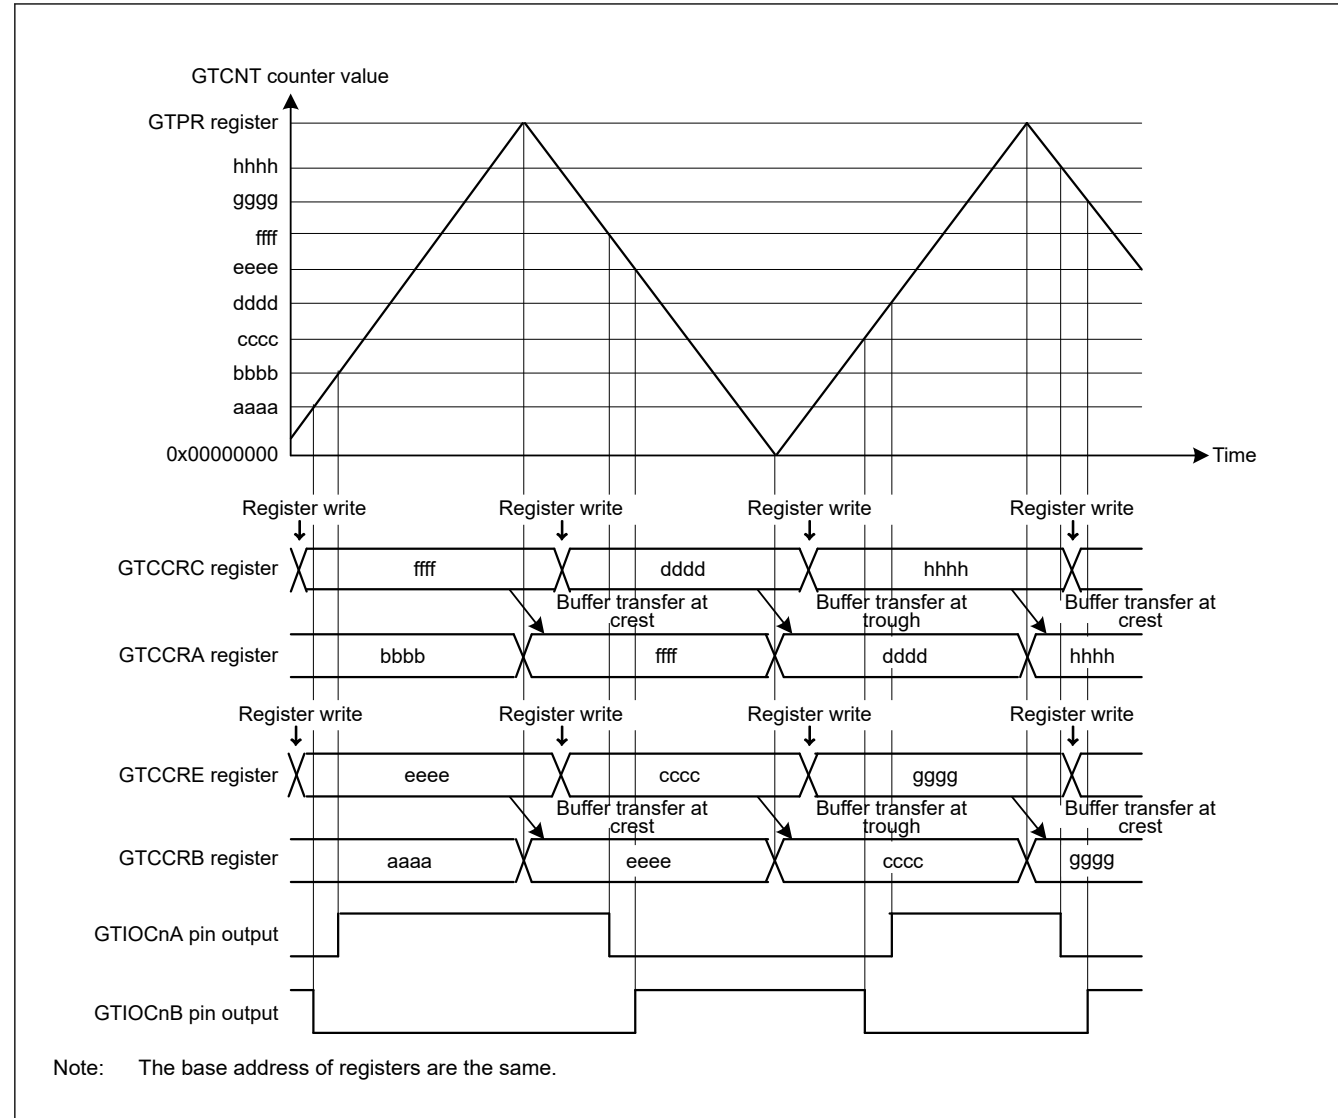 GTCNT counter value
GTPR register
hhhh
gggg
ffff
eeee
dddd
cccc
bbbb
aaaa
0x00000000
Time
Register write Register write Register write Register write
GTCCRC register ffff dddd hhhh
Buffer transfer at crest Buffer transfer at trough Buffer transfer at crest
GTCCRA register bbbb ffff dddd hhhh
Register write Register write Register write Register write
GTCCRE register eeee cccc gggg
Buffer transfer at crest Buffer transfer at trough Buffer transfer at crest
GTCCRB register aaaa eeee cccc gggg
GTIOCnA pin output
GTIOCnB pin output
Note: The base address of registers are the same.